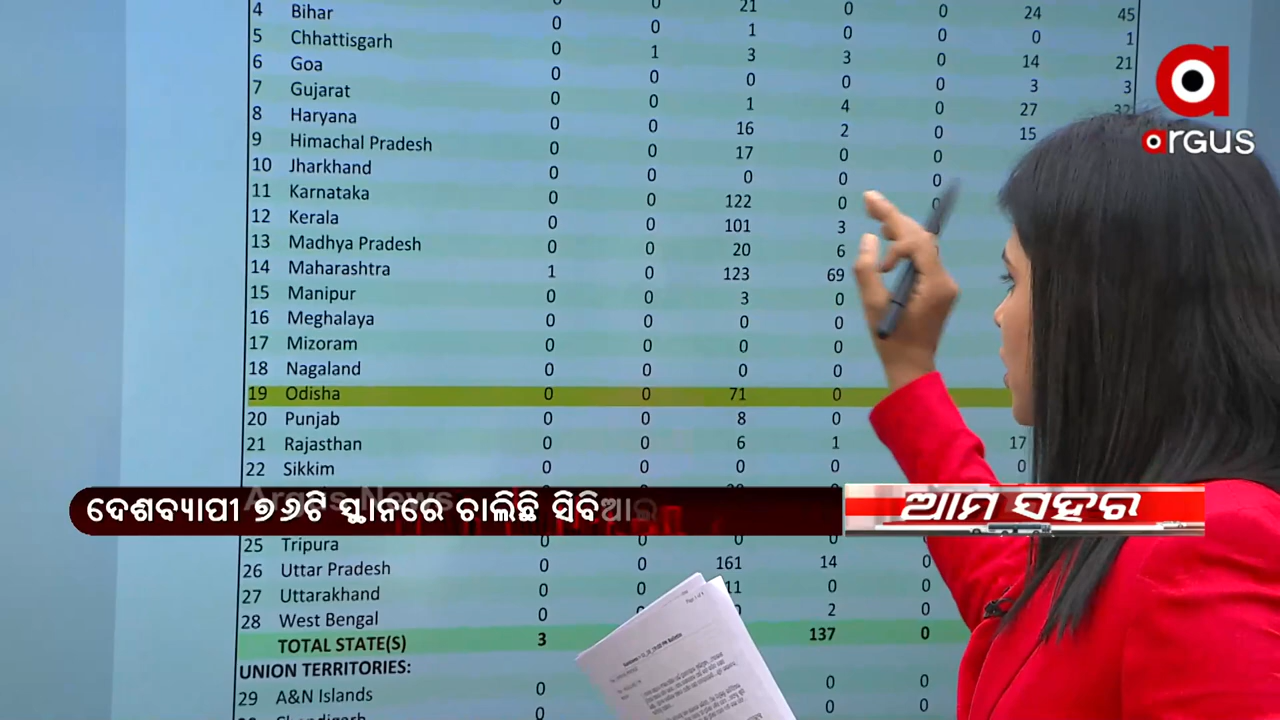 0 0 21 0 0 24 45
4 Bihar 0 0 1 0 0 0 1
5 Chhattisgarh 0 1 3 3 0 14 21
6 Goa 0 0 0 0 0 3 3
7 Gujarat 0 0 1 4 0 27 32
8 Haryana 0 0 16 2 0 15
9 Himachal Pradesh 0 0 17 0 0
10 Jharkhand 0 0 0 0 0
11 Karnataka 0 0 122 0 0
12 Kerala 0 0 101 3
13 Madhya Pradesh 0 0 20 6
14 Maharashtra 1 0 123 69
15 Manipur 0 0 3 0
16 Meghalaya 0 0 0 0
17 Mizoram 0 0 0 0
18 Nagaland 0 0 0 0
19 Odisha 0 0 71 0
20 Punjab 0 0 8 0
21 Rajasthan 0 0 6 1 17
22 Sikkim 0 0 0 0 0
25 Tripura 0 0 0 0 0
26 Uttar Pradesh 0 0 161 14 0
27 Uttarakhand 0 0 11 0 0
28 West Bengal 0 2 0
TOTAL STATE(S) 3 137 0
UNION TERRITORIES:
29 A&N Islands 0 0 0
argus
Argus News
ଦେଶବ୍ୟାପୀ ୭୬ଟି ସ୍ଥାନରେ ଚାଲିଛି ସିବିଆଇ
ଆମ ସହର